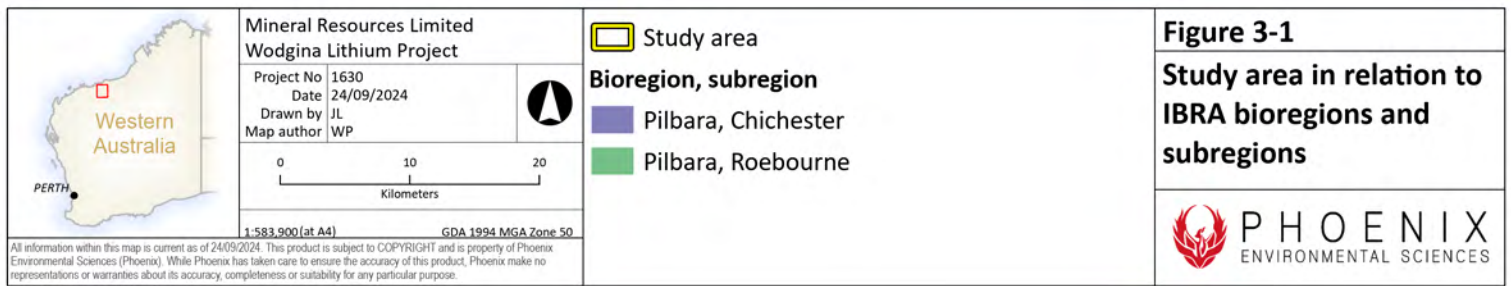 Western
Australia
PERTH
Mineral Resources Limited
Wodgina Lithium Project
Project No 1630
Date 24/09/2024
Drawn by JL
Map author WP
0 10 20
Kilometers
1:583,900 (at A4) GDA 1994 MGA Zone 50
All information within this map is current as of 24/09/2024. This product is subject to COPYRIGHT and is property of Phoenix
Environmental Sciences (Phoenix). While Phoenix has taken care to ensure the accuracy of this product, Phoenix make no
representations or warranties about its accuracy, completeness or suitability for any particular purpose.
Study area
Bioregion, subregion
Pilbara, Chichester
Pilbara, Roebourne
Figure 3-1
Study area in relation to
IBRA bioregions and
subregions
PHOENIX
ENVIRONMENTAL SCIENCES